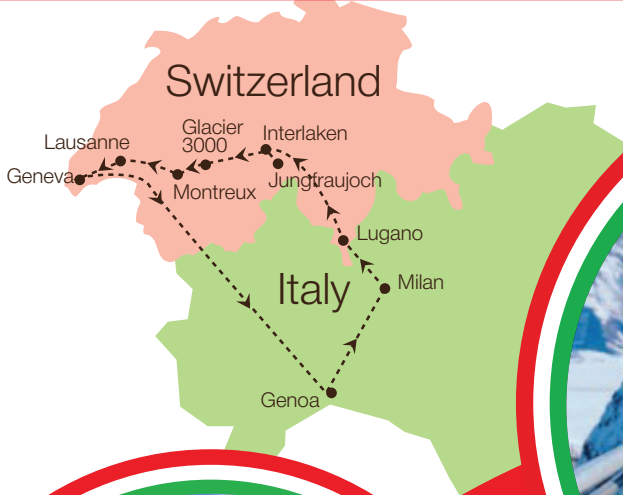 Switzerland
Lausanne
Glacier
3000
Interlaken
Geneva
Montreux
Jungfraujoch
Lugano
Italy
Milan
Genoa